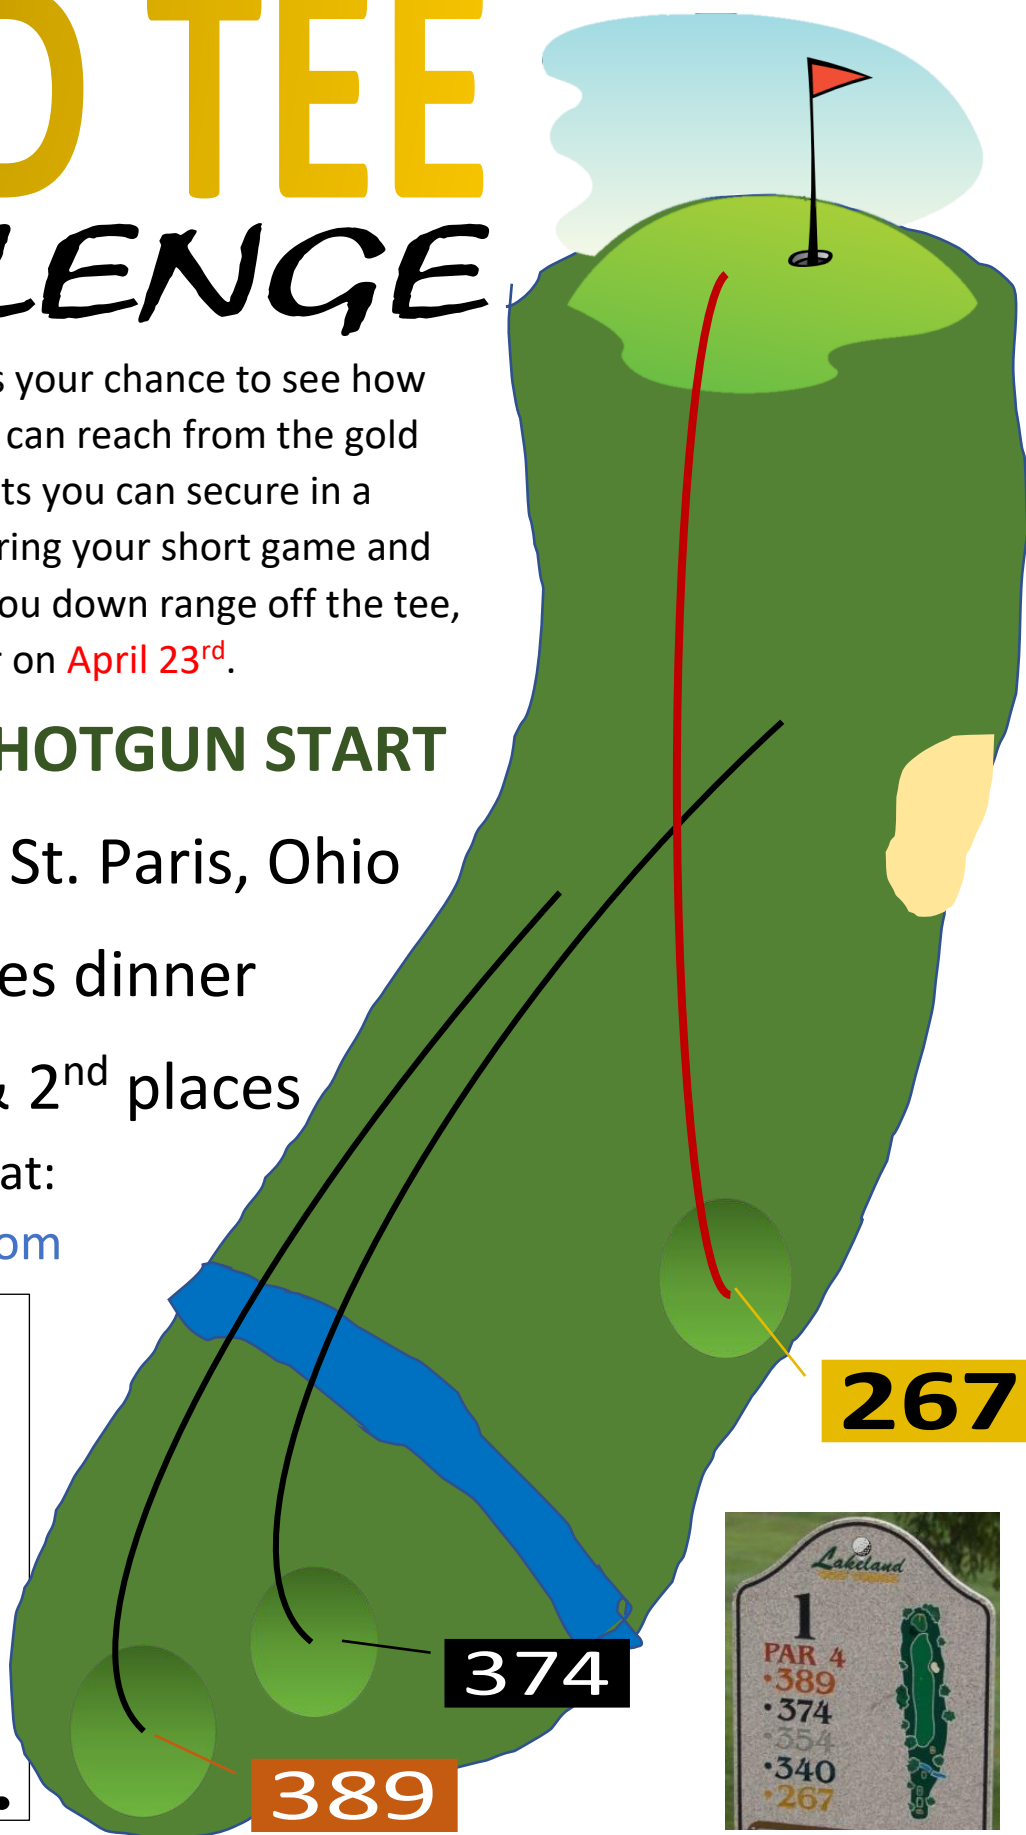 D TEE
LENGE
s your chance to see how
can reach from the gold
ts you can secure in a
ring your short game and
ou down range off the tee,
r on April 23rd.
HOTGUN START
St. Paris, Ohio
es dinner
& 2nd places
at:
om
267
374
389
.
Lakeland
1
PAR 4
•389
•374
•354
•340
•267